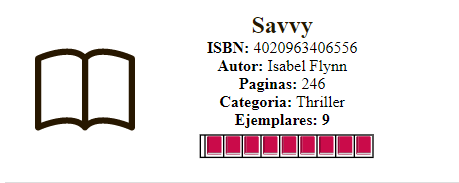 Savvy
ISBN: 4020963406556
Autor: Isabel Flynn
Paginas: 246
Categoria: Thriller
Ejemplares: 9